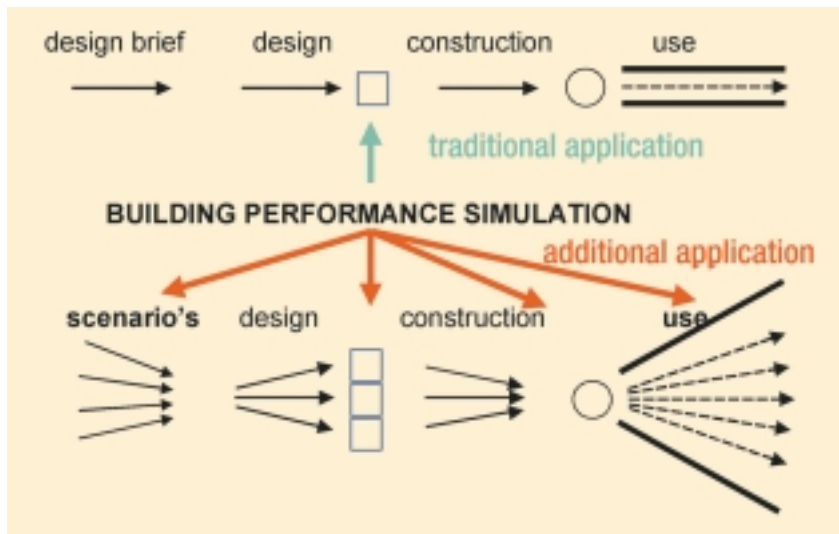 design brief design construction use
traditional application
BUILDING PERFORMANCE SIMULATION
additional application
scenario's design construction use